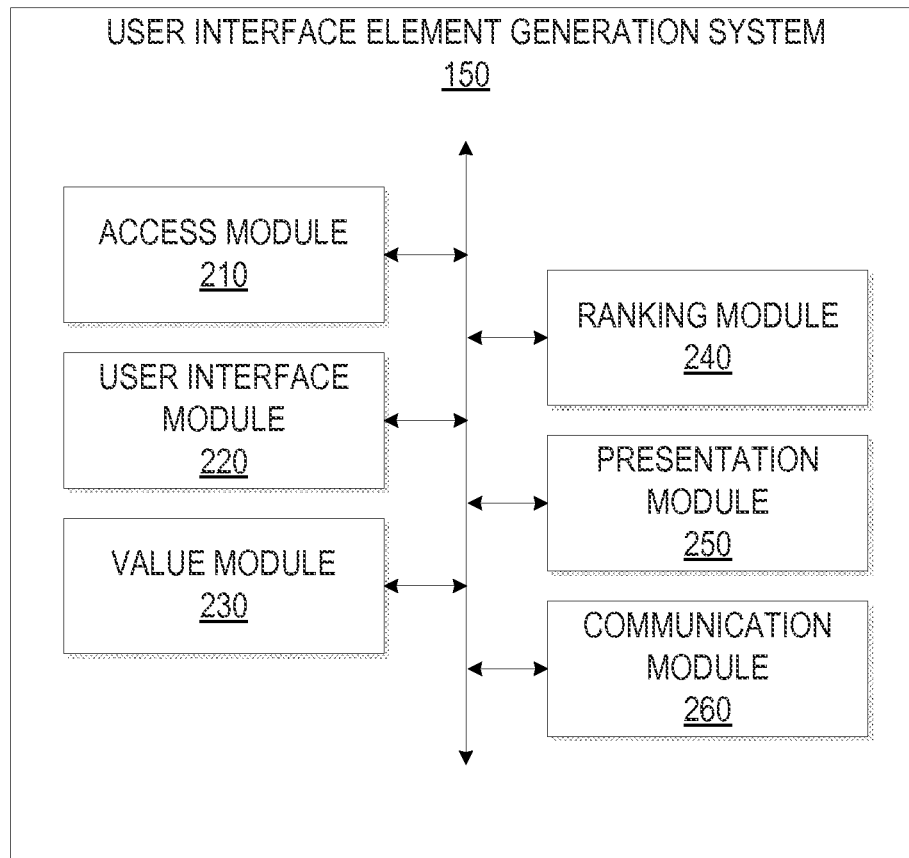 USER INTERFACE ELEMENT GENERATION SYSTEM
150
ACCESS MODULE
210
USER INTERFACE
MODULE
220
VALUE MODULE
230
RANKING MODULE
240
PRESENTATION
MODULE
250
COMMUNICATION
MODULE
260